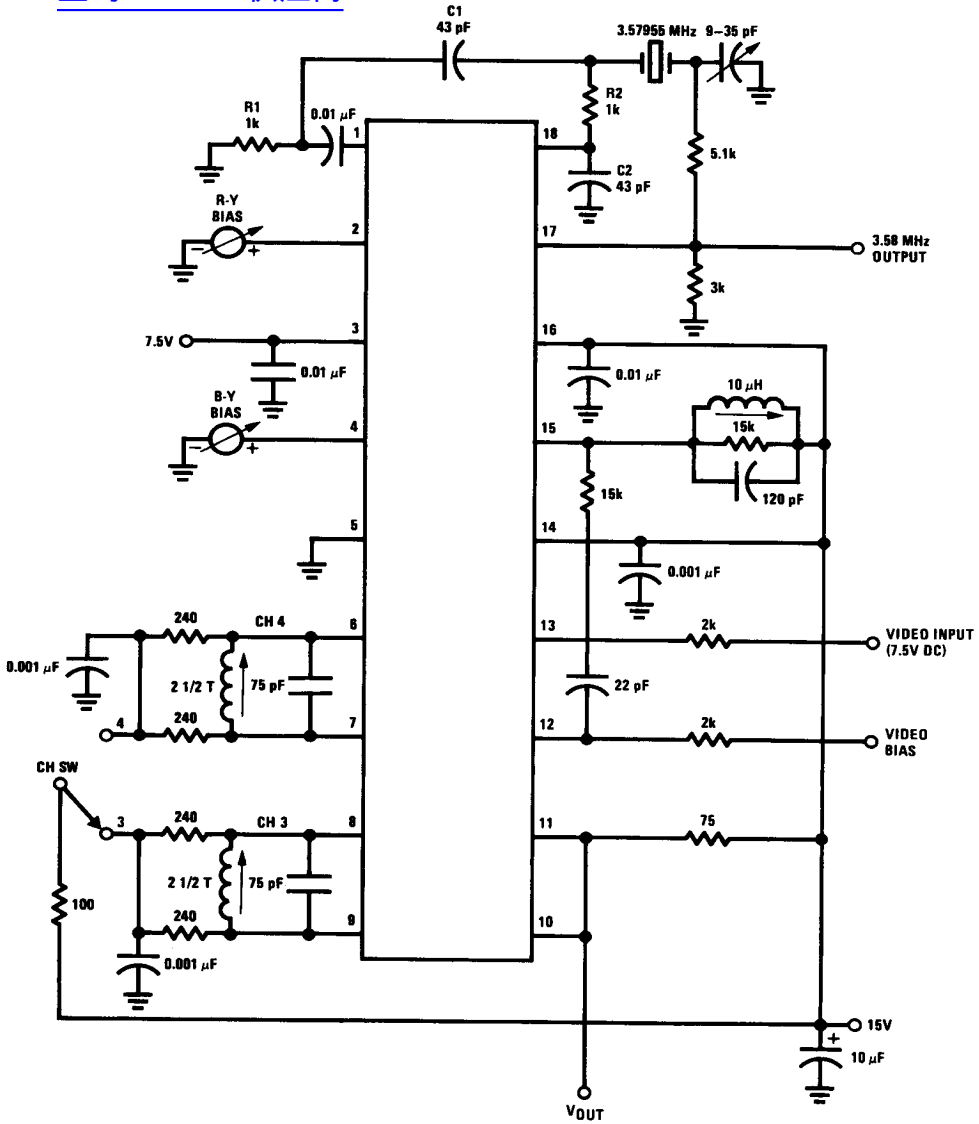 C1
43 pF
3.57955 MHz 9–35 pF
R1
1k
0.01 μF
R2
1k
1
18
5.1k
C2
43 pF
R-Y
BIAS
– +
2
17
3.58 MHz
OUTPUT
3k
7.5V
3
16
0.01 μF
0.01 μF
10 μH
15k
120 pF
B-Y
BIAS
– +
4
15
15k
5
14
0.001 μF
240
CH 4
6
13
2k
VIDEO INPUT
(7.5V DC)
0.001 μF
2 1/2 T
75 pF
22 pF
4
240
7
12
2k
VIDEO
BIAS
CH SW
3
240
CH 3
8
11
75
2 1/2 T
75 pF
100
240
9
10
0.001 μF
15V
+
10 μF
VOUT